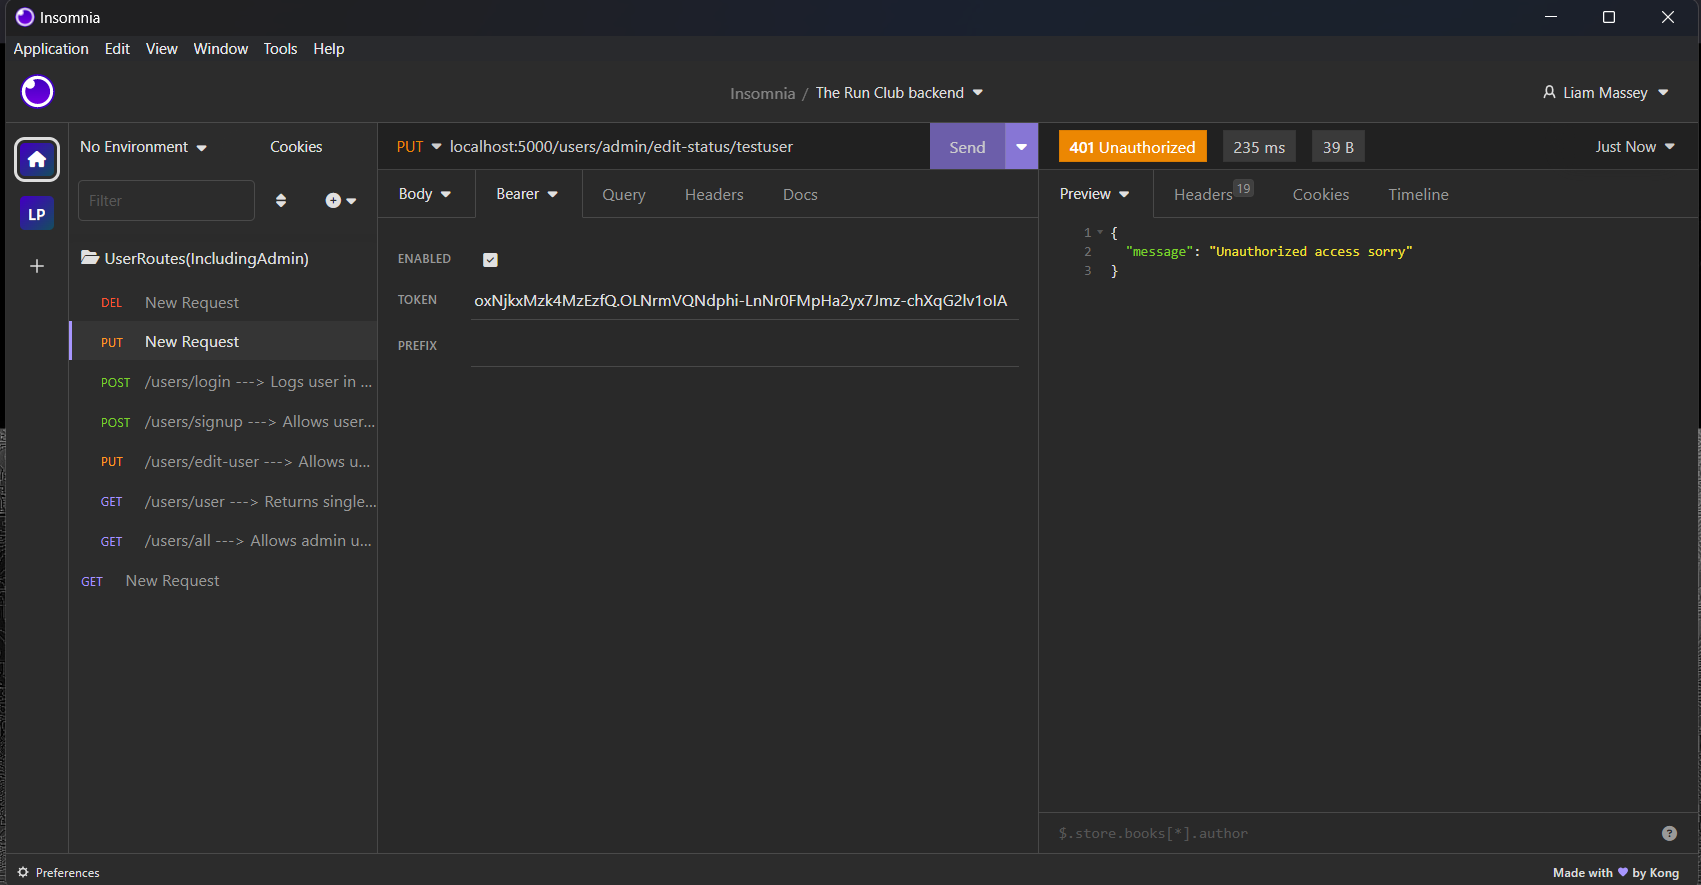 Insomnia
Application Edit View Window Tools Help
Insomnia / The Run Club backend
Liam Massey
No Environment
Cookies
Filter
LP
UserRoutes(IncludingAdmin)
DEL New Request
PUT New Request
POST /users/login ---> Logs user in ...
POST /users/signup ---> Allows user...
PUT /users/edit-user ---> Allows u...
GET /users/user ---> Returns single...
GET /users/all ---> Allows admin u...
GET New Request
PUT localhost:5000/users/admin/edit-status/testuser
Send
Body Bearer Query Headers Docs
ENABLED
TOKEN oxNjkxMzk4MzEzfQ.OLNrmVQNdphi-LnNr0FMpHa2yx7Jmz-chXqG2lv1oIA
PREFIX
401 Unauthorized 235 ms 39 B Just Now
Preview Headers 19 Cookies Timeline
1 {
2 "message": "Unauthorized access sorry"
3 }
$.store.books[*].author
?
Preferences
Made with 💜 by Kong